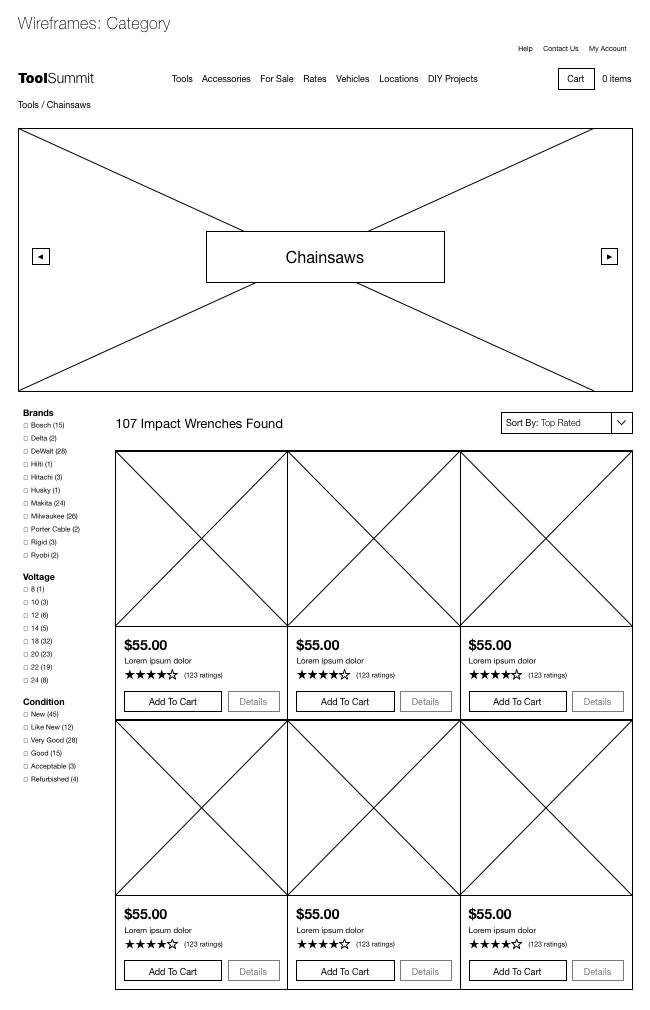 Wireframes: Category
Help Contact Us My Account
ToolSummit Tools Accessories For Sale Rates Vehicles Locations DIY Projects Cart 0 items
Tools / Chainsaws
Chainsaws
Brands
Bosch (15)
Delta (2)
DeWalt (28)
Hilti (1)
Hitachi (3)
Husky (1)
Makita (24)
Milwaukee (26)
Porter Cable (2)
Rigid (3)
Ryobi (2)
Voltage
8 (1)
10 (3)
12 (6)
14 (5)
18 (32)
20 (23)
22 (19)
24 (8)
Condition
New (45)
Like New (12)
Very Good (28)
Good (15)
Acceptable (3)
Refurbished (4)
107 Impact Wrenches Found
Sort By: Top Rated
$55.00 $55.00 $55.00
Lorem ipsum dolor Lorem ipsum dolor Lorem ipsum dolor
(123 ratings) (123 ratings) (123 ratings)
Add To Cart Details Add To Cart Details Add To Cart Details
$55.00 $55.00 $55.00
Lorem ipsum dolor Lorem ipsum dolor Lorem ipsum dolor
(123 ratings) (123 ratings) (123 ratings)
Add To Cart Details Add To Cart Details Add To Cart Details